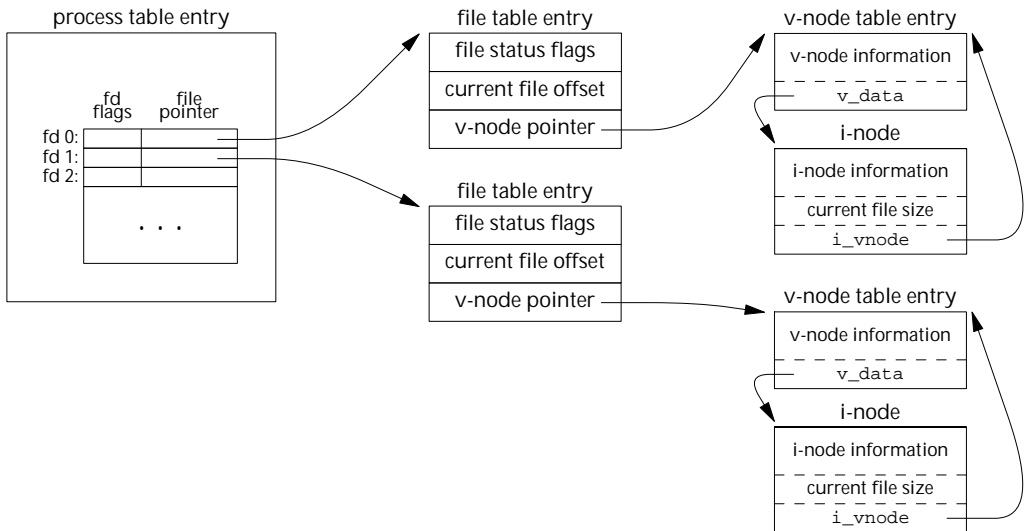 process table entry
fd
flags
file
pointer
fd 0:
fd 1:
fd 2:
. . .
file table entry
file status flags
current file offset
v-node pointer
file table entry
file status flags
current file offset
v-node pointer
v-node table entry
v-node information
v_data
i-node
i-node information
current file size
i_vnode
v-node table entry
v-node information
v_data
i-node
i-node information
current file size
i_vnode